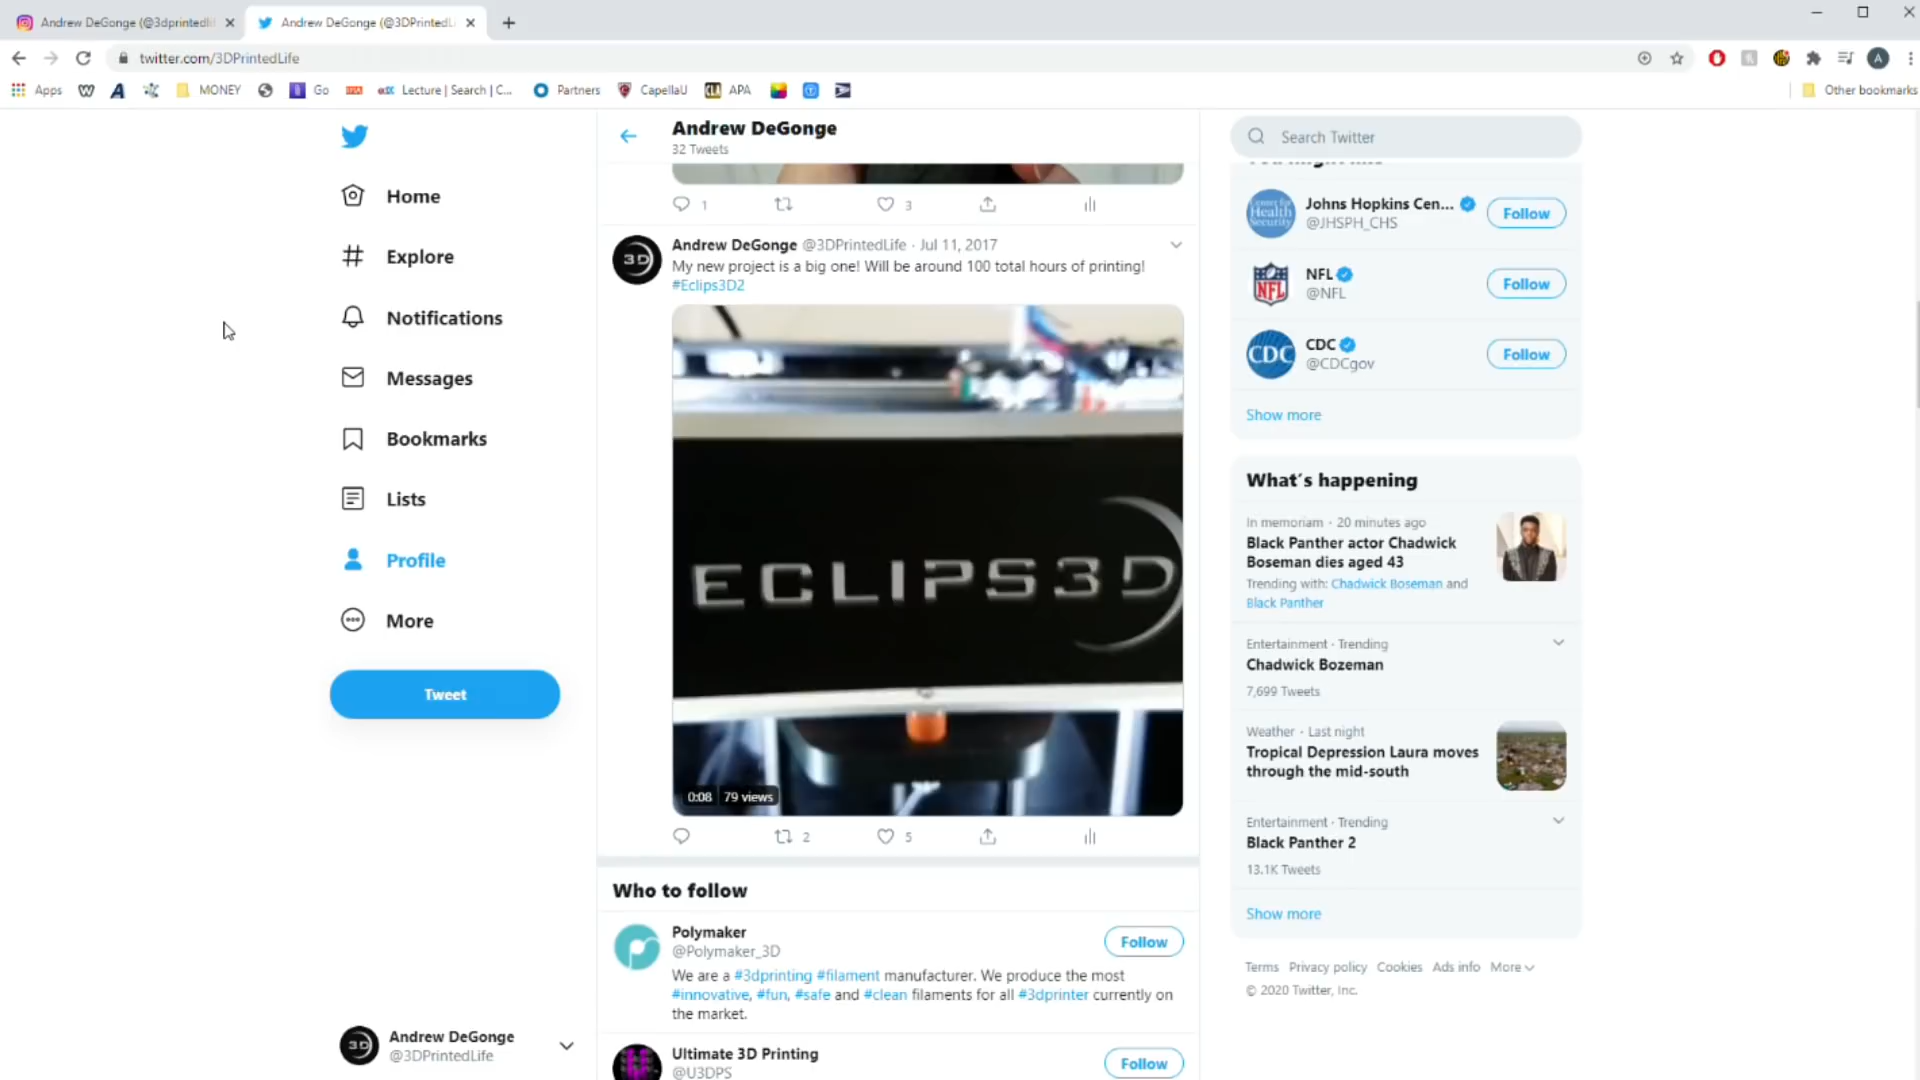 Andrew DeGonge (@3dprintedli
Andrew DeGonge (@3DPrintedL
twitter.com/3DPrintedLife
A
Apps
MONEY
Go
Lecture | Search | C...
Partners
CapellaU
APA
Other bookmarks
Home
Explore
Notifications
Messages
Bookmarks
Lists
Profile
More
Tweet
Andrew DeGonge
@3DPrintedLife
Andrew DeGonge
32 Tweets
1
3
3D
Andrew DeGonge @3DPrintedLife · Jul 11, 2017
My new project is a big one! Will be around 100 total hours of printing!
#Eclips3D2
ECLIPS3D
0:08 79 views
2
5
Who to follow
Polymaker
@Polymaker_3D
Follow
We are a #3dprinting #filament manufacturer. We produce the most
#innovative, #fun, #safe and #clean filaments for all #3dprinter currently on
the market.
Ultimate 3D Printing
@U3DPS
Follow
Search Twitter
Center for
Health
Security
Johns Hopkins Cen...
@JHSPH_CHS
Follow
NFL
NFL
@NFL
Follow
CDC
CDC
@CDCgov
Follow
Show more
What's happening
In memoriam · 20 minutes ago
Black Panther actor Chadwick
Boseman dies aged 43
Trending with: Chadwick Boseman and
Black Panther
Entertainment · Trending
Chadwick Bozeman
7,699 Tweets
Weather · Last night
Tropical Depression Laura moves
through the mid-south
Entertainment · Trending
Black Panther 2
13.1K Tweets
Show more
Terms Privacy policy Cookies Ads info More
© 2020 Twitter, Inc.